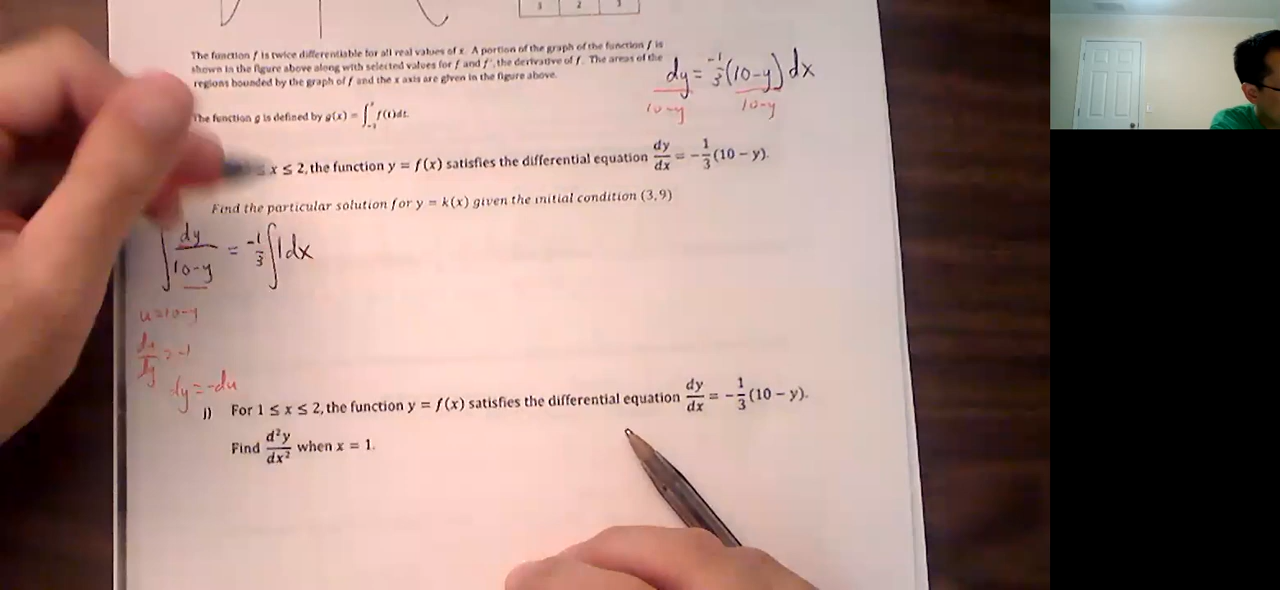 3 2 3
The function f is twice differentiable for all real values of x. A portion of the graph of the function f is
shown in the figure above along with selected values for f and f', the derivative of f. The areas of the
regions bounded by the graph of f and the x axis are given in the figure above.
dy = -1/3 (10-y) dx
10-y 10-y
The function g is defined by g(x) = ∫ f(t)dt.
≤ x ≤ 2, the function y = f(x) satisfies the differential equation dy/dx = -1/3(10 - y).
Find the particular solution for y = k(x) given the initial condition (3,9)
∫ dy/10-y = -1/3 ∫ 1 dx
u=10-y
du/dy = -1
dy = -du
j) For 1 ≤ x ≤ 2, the function y = f(x) satisfies the differential equation dy/dx = -1/3(10 - y).
Find d²y/dx² when x = 1.